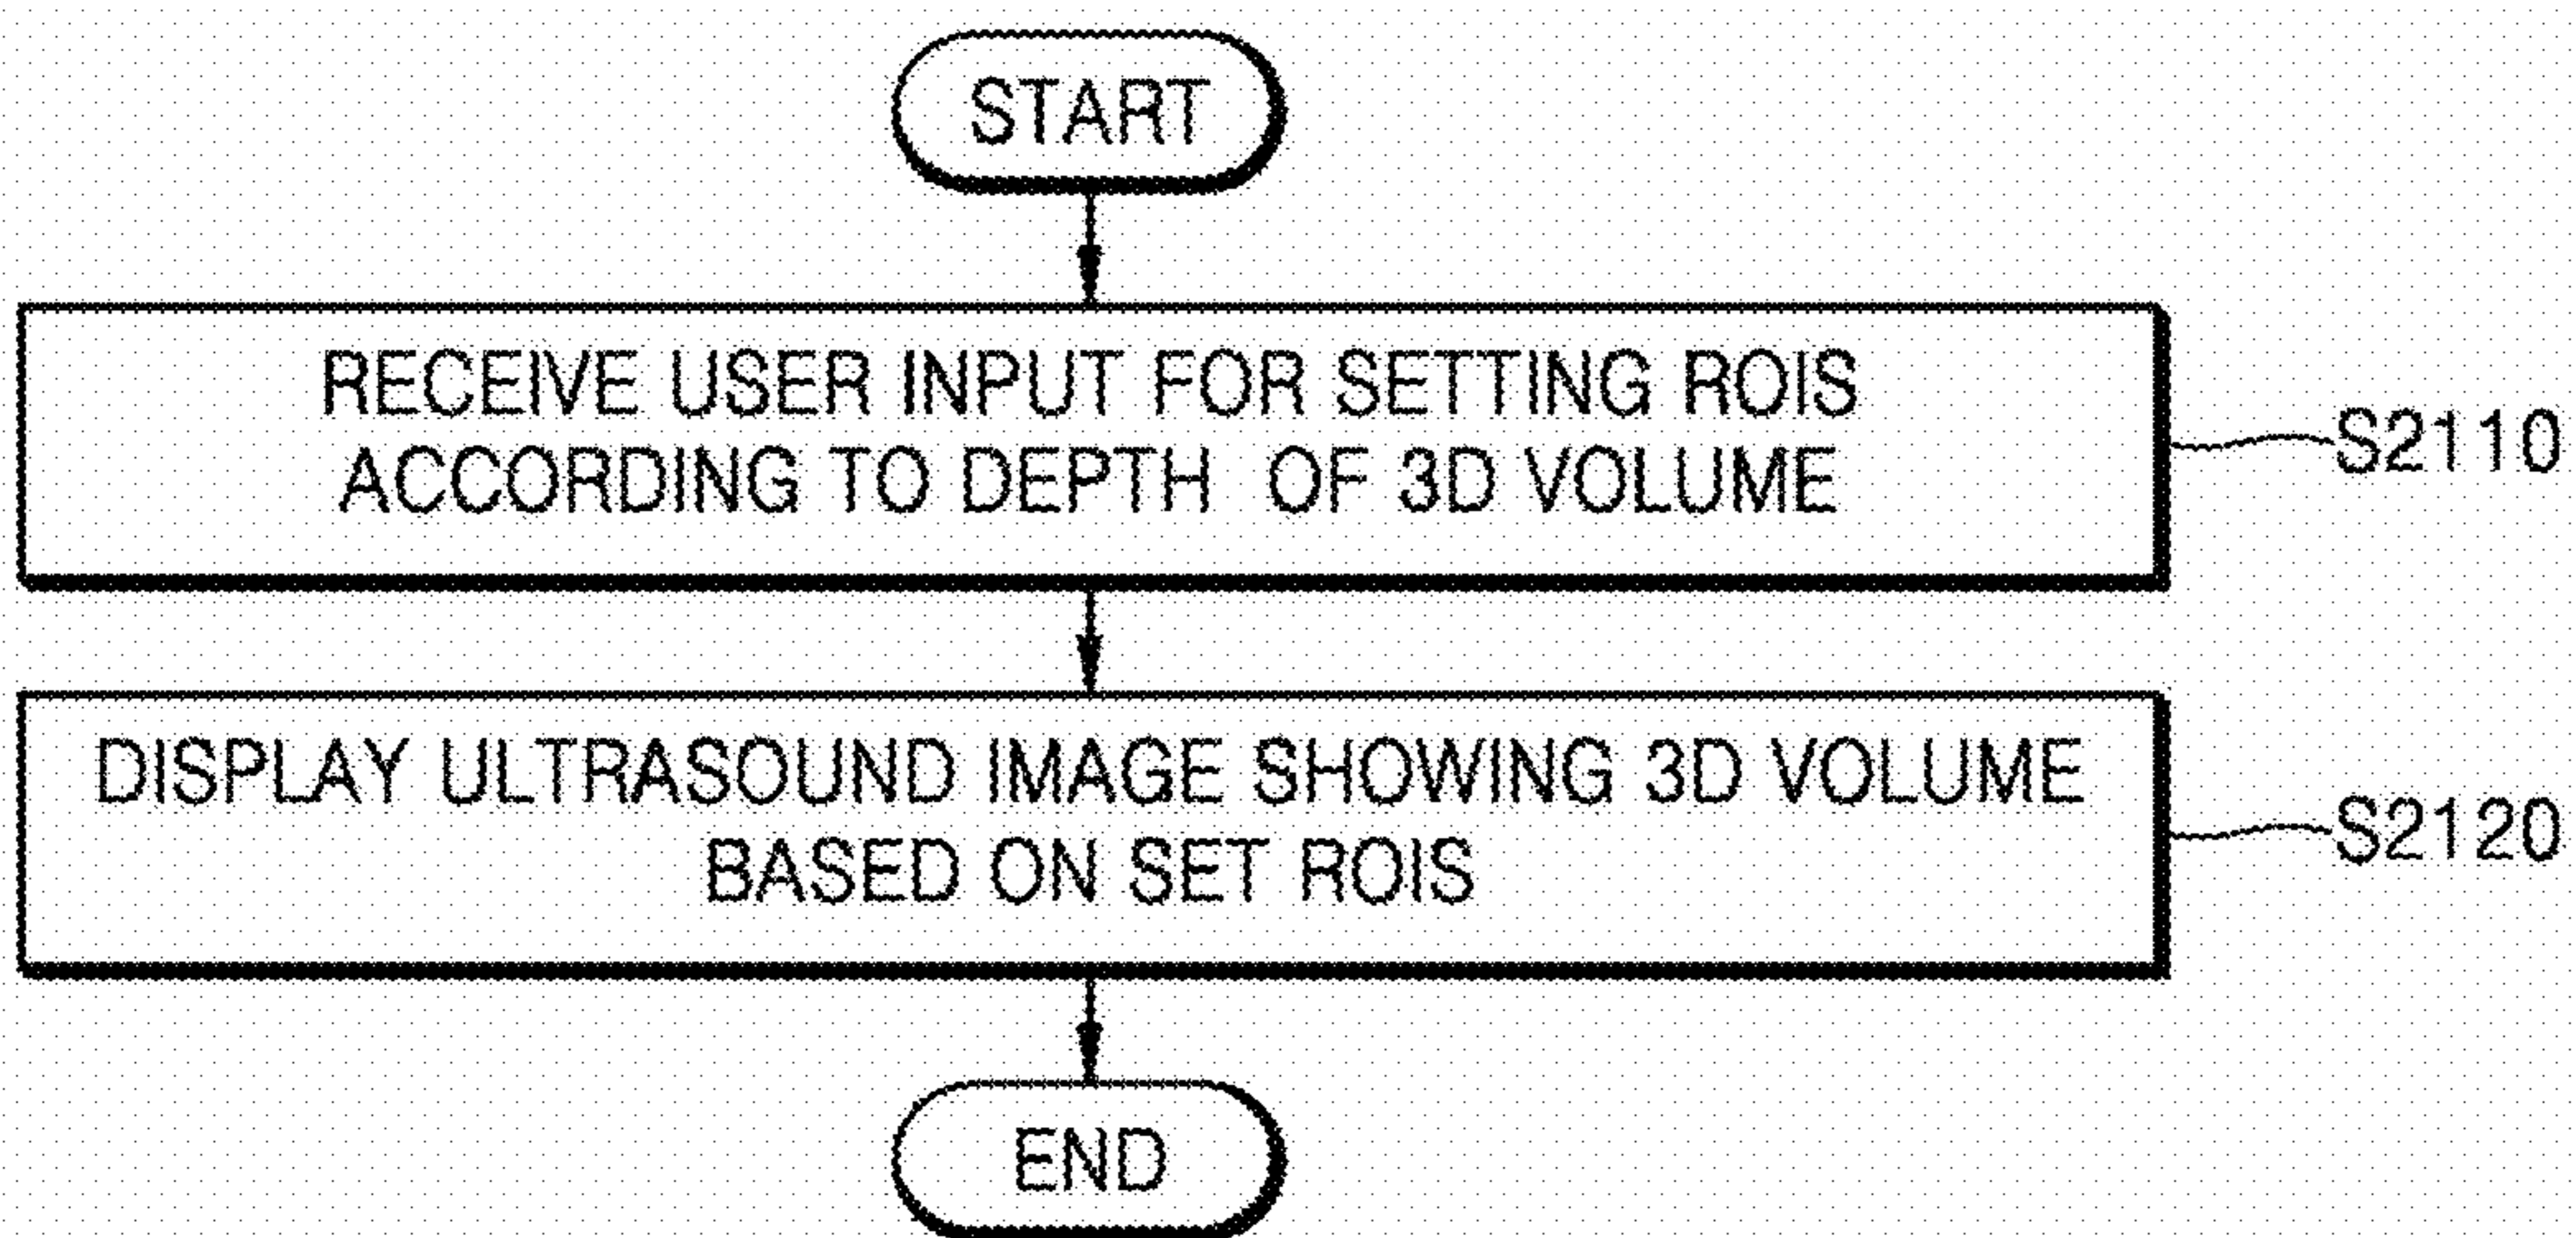 START
RECEIVE USER INPUT FOR SETTING ROIS
ACCORDING TO DEPTH OF 3D VOLUME
S2110
DISPLAY ULTRASOUND IMAGE SHOWING 3D VOLUME
BASED ON SET ROIS
S2120
END